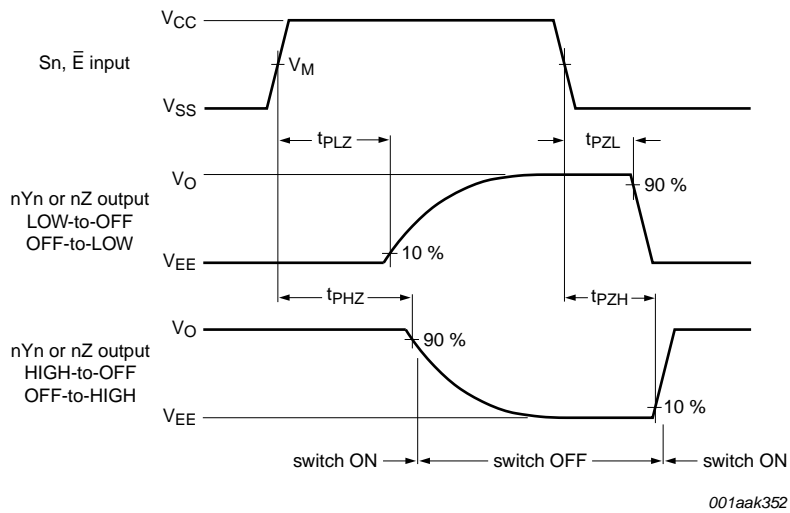 VCC
Sn, E̅ input
VM
VSS
tPLZ
tPZL
VO
nYn or nZ output
LOW-to-OFF
OFF-to-LOW
90 %
10 %
VEE
tPHZ
tPZH
VO
nYn or nZ output
HIGH-to-OFF
OFF-to-HIGH
90 %
10 %
VEE
switch ON
switch OFF
switch ON
001aak352